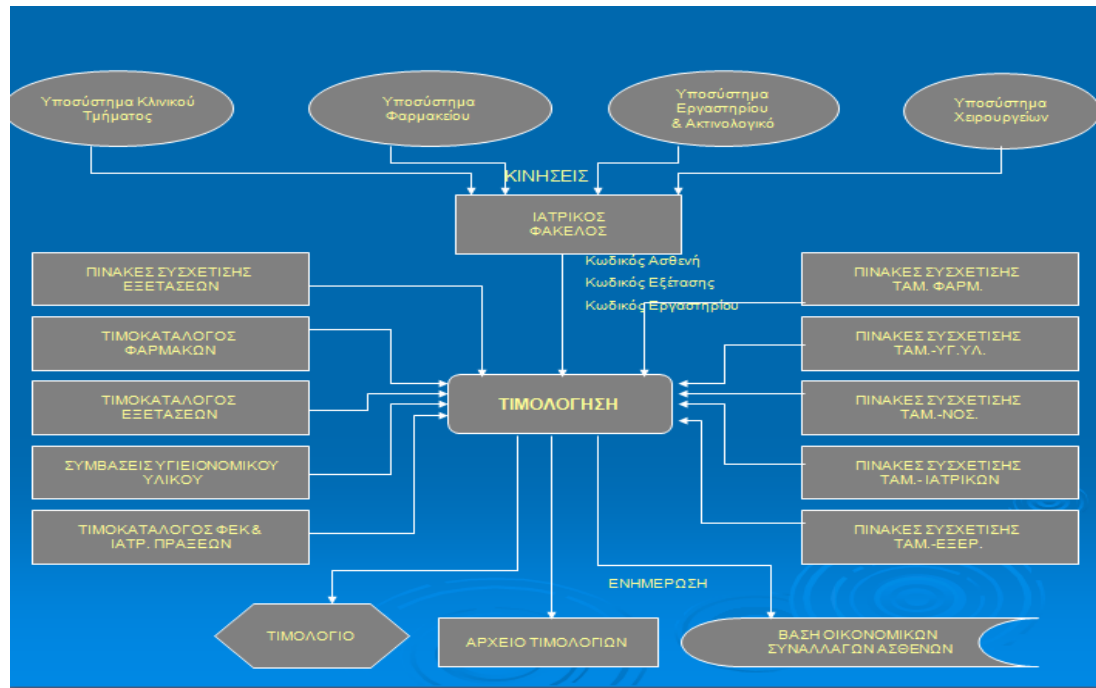 Υποσύστημα Κλινικού
Τμήματος
Υποσύστημα
Φαρμακείου
Υποσύστημα
Εργαστηρίου
& Ακτινολογικό
Υποσύστημα
Χειρουργείων
ΚΙΝΗΣΕΙΣ
ΙΑΤΡΙΚΟΣ
ΦΑΚΕΛΟΣ
Κωδικός Ασθενή
Κωδικός Εξέτασης
Κωδικός Εργαστηρίου
ΠΙΝΑΚΕΣ ΣΥΣΧΕΤΙΣΗΣ
ΕΞΕΤΑΣΕΩΝ
ΤΙΜΟΚΑΤΑΛΟΓΟΣ
ΦΑΡΜΑΚΩΝ
ΤΙΜΟΚΑΤΑΛΟΓΟΣ
ΕΞΕΤΑΣΕΩΝ
ΣΥΜΒΑΣΕΙΣ ΥΓΙΕΙΟΝΟΜΙΚΟΥ
ΥΛΙΚΟΥ
ΤΙΜΟΚΑΤΑΛΟΓΟΣ ΦΕΚ &
ΙΑΤΡ. ΠΡΑΞΕΩΝ
ΤΙΜΟΛΟΓΗΣΗ
ΠΙΝΑΚΕΣ ΣΥΣΧΕΤΙΣΗΣ
ΤΑΜ. ΦΑΡΜ.
ΠΙΝΑΚΕΣ ΣΥΣΧΕΤΙΣΗΣ
ΤΑΜ.-ΥΓ.ΥΛ.
ΠΙΝΑΚΕΣ ΣΥΣΧΕΤΙΣΗΣ
ΤΑΜ.-ΝΟΣ.
ΠΙΝΑΚΕΣ ΣΥΣΧΕΤΙΣΗΣ
ΤΑΜ.- ΙΑΤΡΙΚΩΝ
ΠΙΝΑΚΕΣ ΣΥΣΧΕΤΙΣΗΣ
ΤΑΜ.-ΕΞΕΡ.
ΕΝΗΜΕΡΩΣΗ
ΤΙΜΟΛΟΓΙΟ
ΑΡΧΕΙΟ ΤΙΜΟΛΟΓΙΩΝ
ΒΑΣΗ ΟΙΚΟΝΟΜΙΚΩΝ
ΣΥΝΑΛΛΑΓΩΝ ΑΣΘΕΝΩΝ